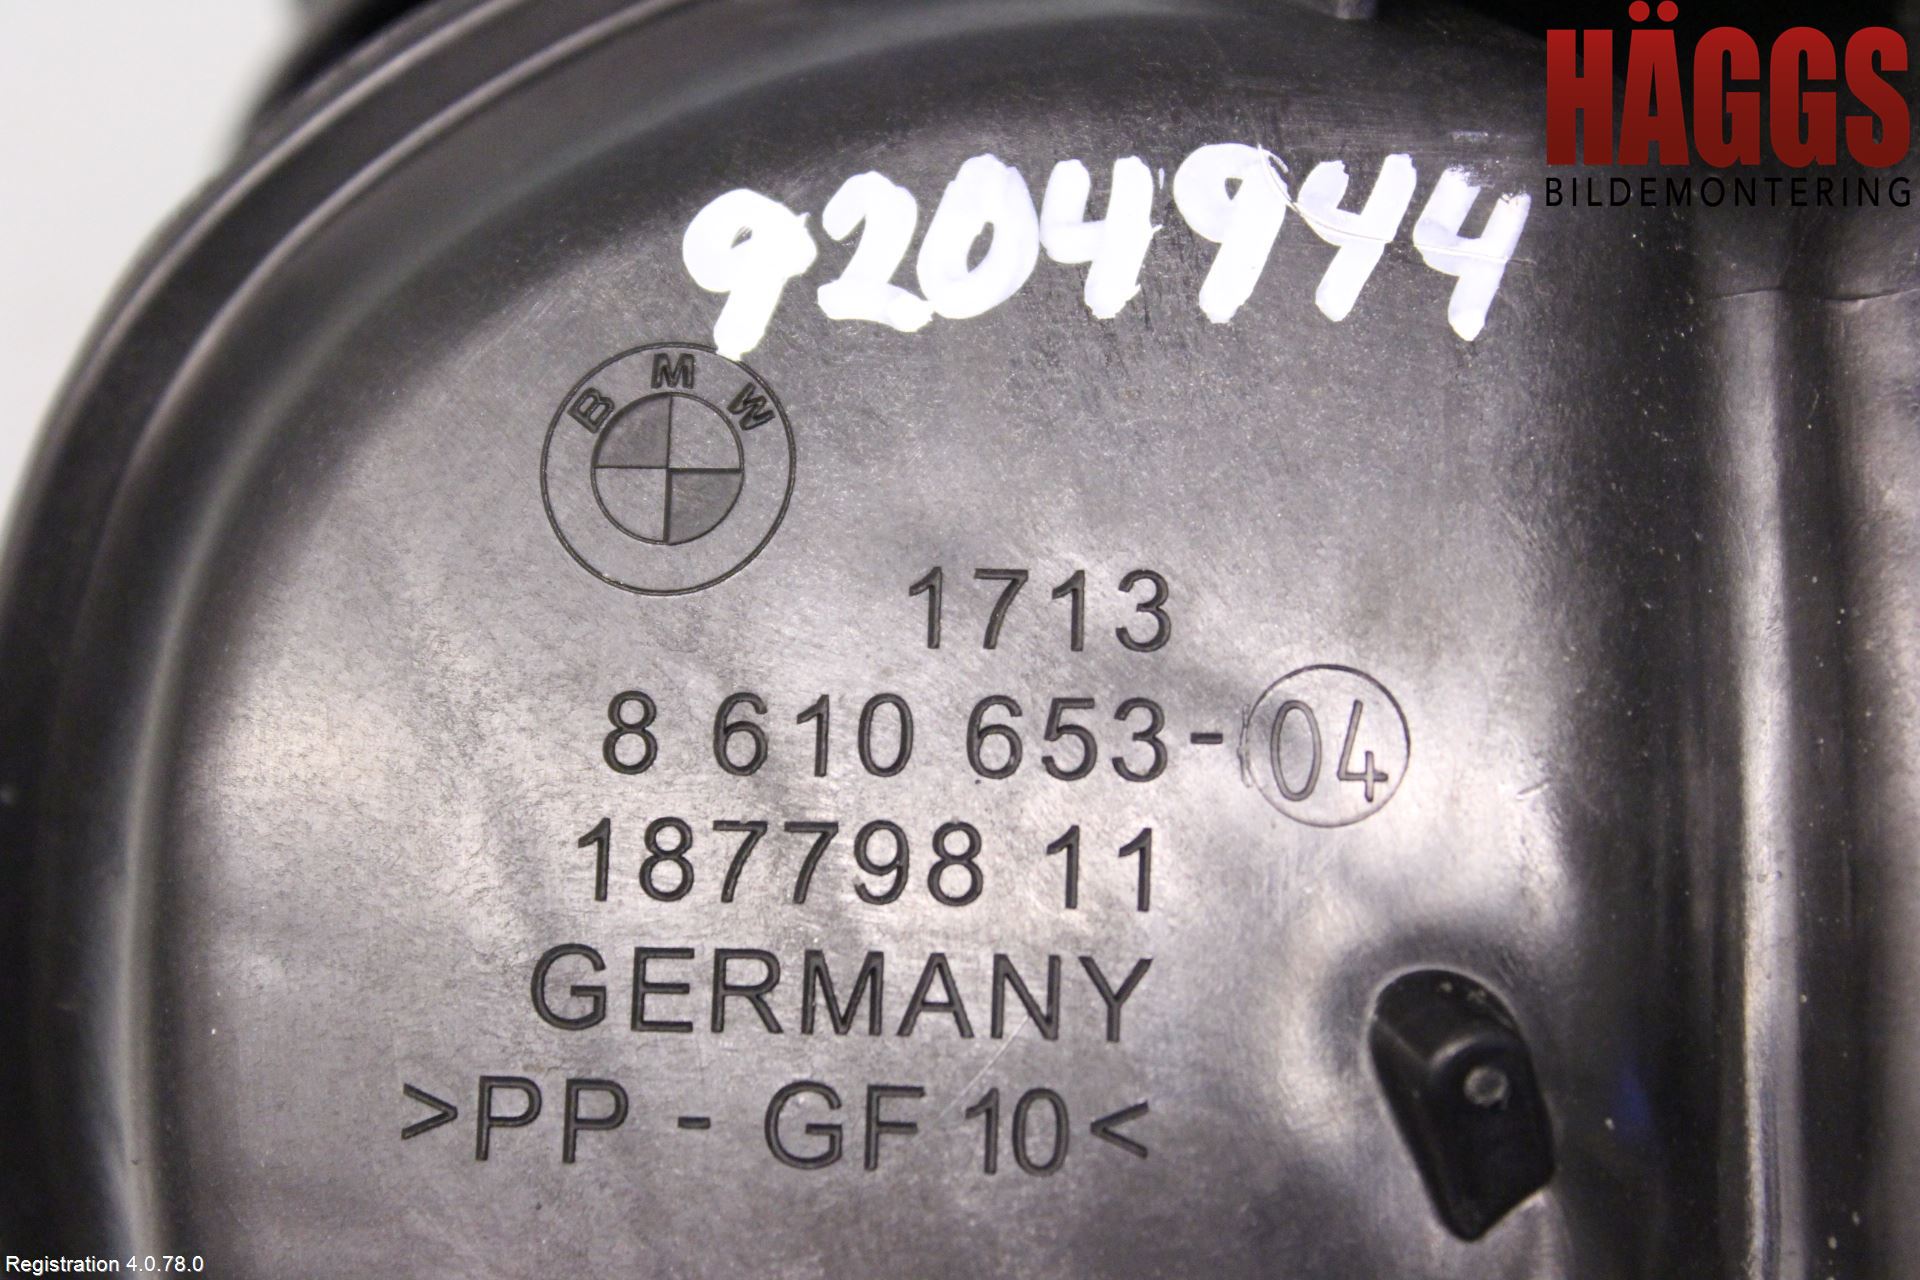 HÄGGS
BILDEMONTERING
9204944
BMW
1713
8 610 653-04
187798 11
GERMANY
>PP - GF 10<
Registration 4.0.78.0